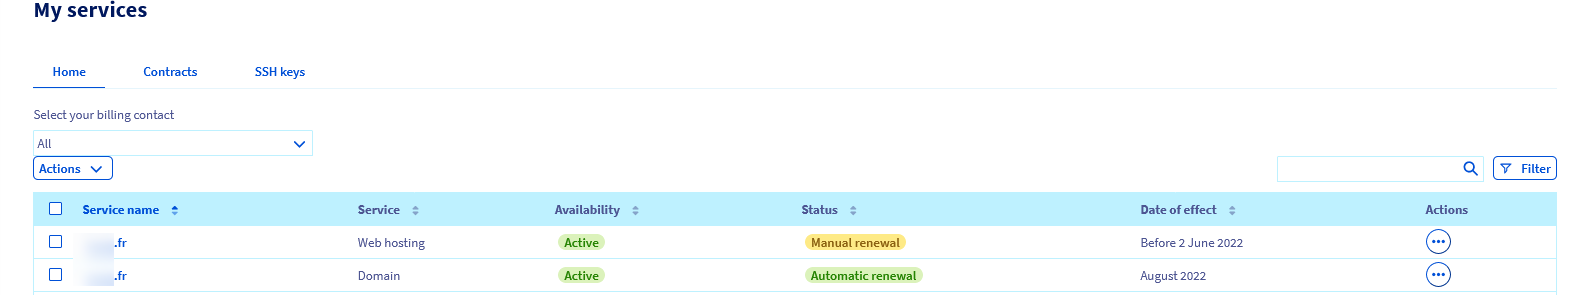 My services
Home Contracts SSH keys
Select your billing contact
All
Actions Filter
Service name Service Availability Status Date of effect Actions
.fr Web hosting Active Manual renewal Before 2 June 2022
.fr Domain Active Automatic renewal August 2022